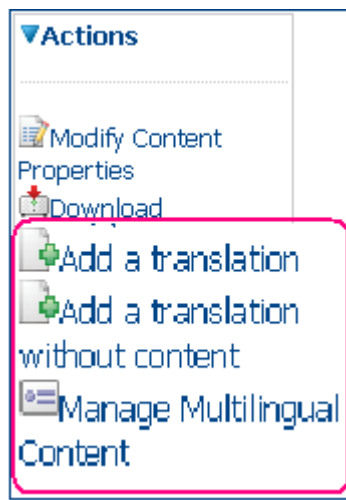 Actions
Modify Content
Properties
Download
Add a translation
Add a translation
without content
Manage Multilingual
Content